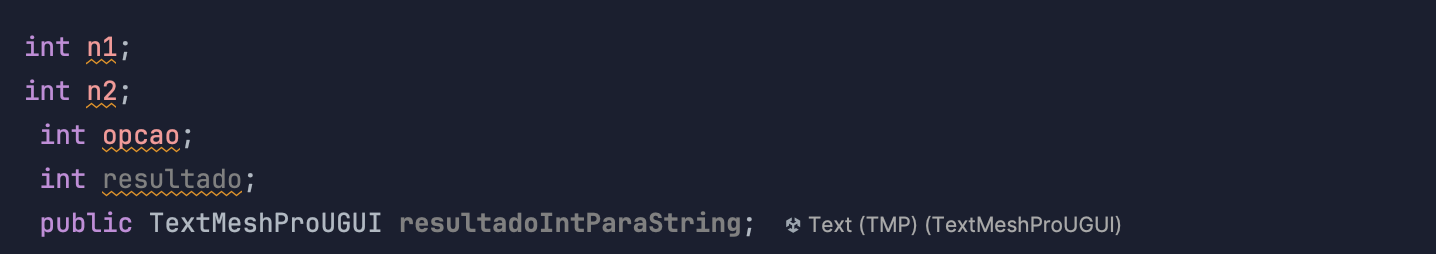 int n1;
int n2;
int opcao;
int resultado;
public TextMeshProUGUI resultadoIntParaString; Text (TMP) (TextMeshProUGUI)